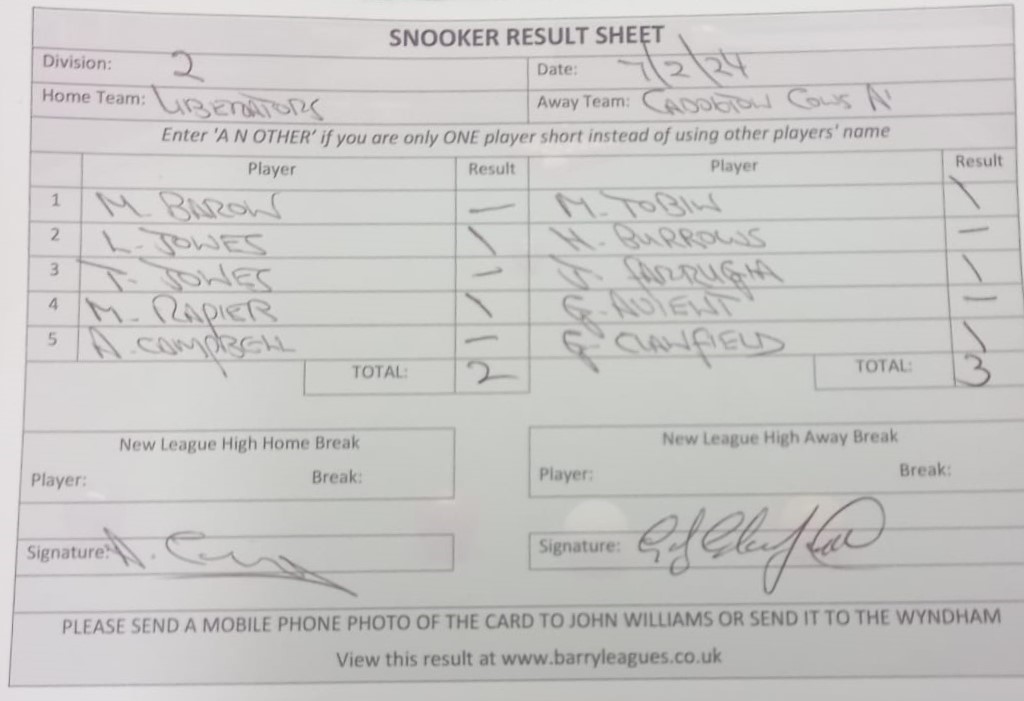 SNOOKER RESULT SHEET
Division: 2 Date: 7/2/24
Home Team: LIBERATORS Away Team: CADOXTON CONS 'A'
Enter 'A N OTHER' if you are only ONE player short instead of using other players' name
Player Result Player Result
1 M. BAROW — M. TOBIN 1
2 L. JONES 1 H. BURROWS —
3 T. JONES — J. FARRUGIA 1
4 M. RAPIER 1 G. AVIENT —
5 A. CAMPBELL — G. CLANFIELD 1
TOTAL: 2 TOTAL: 3
New League High Home Break New League High Away Break
Player: Break: Player: Break:
Signature: Signature:
PLEASE SEND A MOBILE PHONE PHOTO OF THE CARD TO JOHN WILLIAMS OR SEND IT TO THE WYNDHAM
View this result at www.barryleagues.co.uk